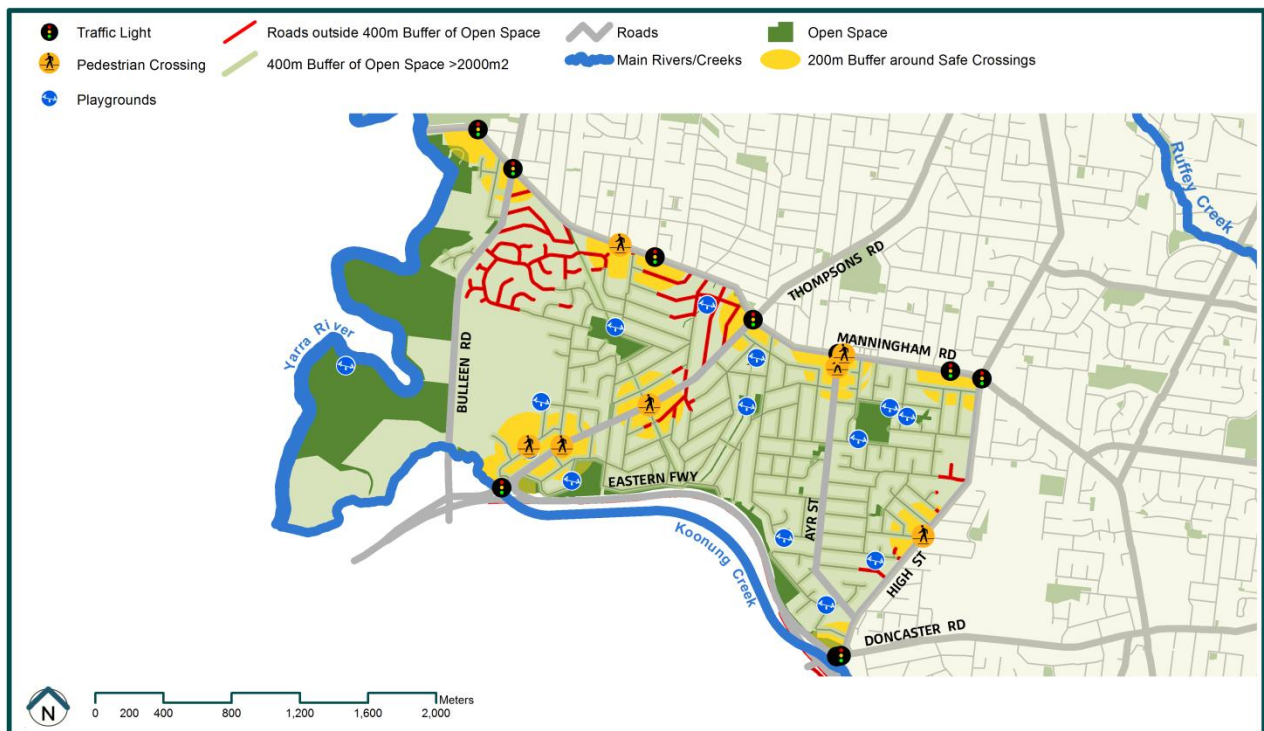 Traffic Light
Roads outside 400m Buffer of Open Space
Roads
Open Space
Pedestrian Crossing
400m Buffer of Open Space >2000m2
Main Rivers/Creeks
200m Buffer around Safe Crossings
Playgrounds
Ruffey Creek
THOMPSONS RD
Yarra River
BULLEEN RD
MANNINGHAM RD
EASTERN FWY
AYR ST
Koonung Creek
HIGH ST
DONCASTER RD
N
Meters
0 200 400 800 1,200 1,600 2,000